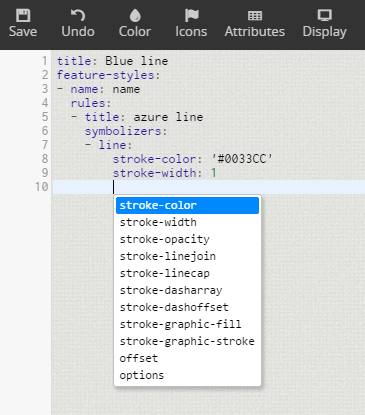 Save Undo Color Icons Attributes Display
1 title: Blue line
2 feature-styles:
3 - name: name
4 rules:
5 - title: azure line
6 symbolizers:
7 - line:
8 stroke-color: '#0033CC'
9 stroke-width: 1
10
stroke-color
stroke-width
stroke-opacity
stroke-linejoin
stroke-linecap
stroke-dasharray
stroke-dashoffset
stroke-graphic-fill
stroke-graphic-stroke
offset
options